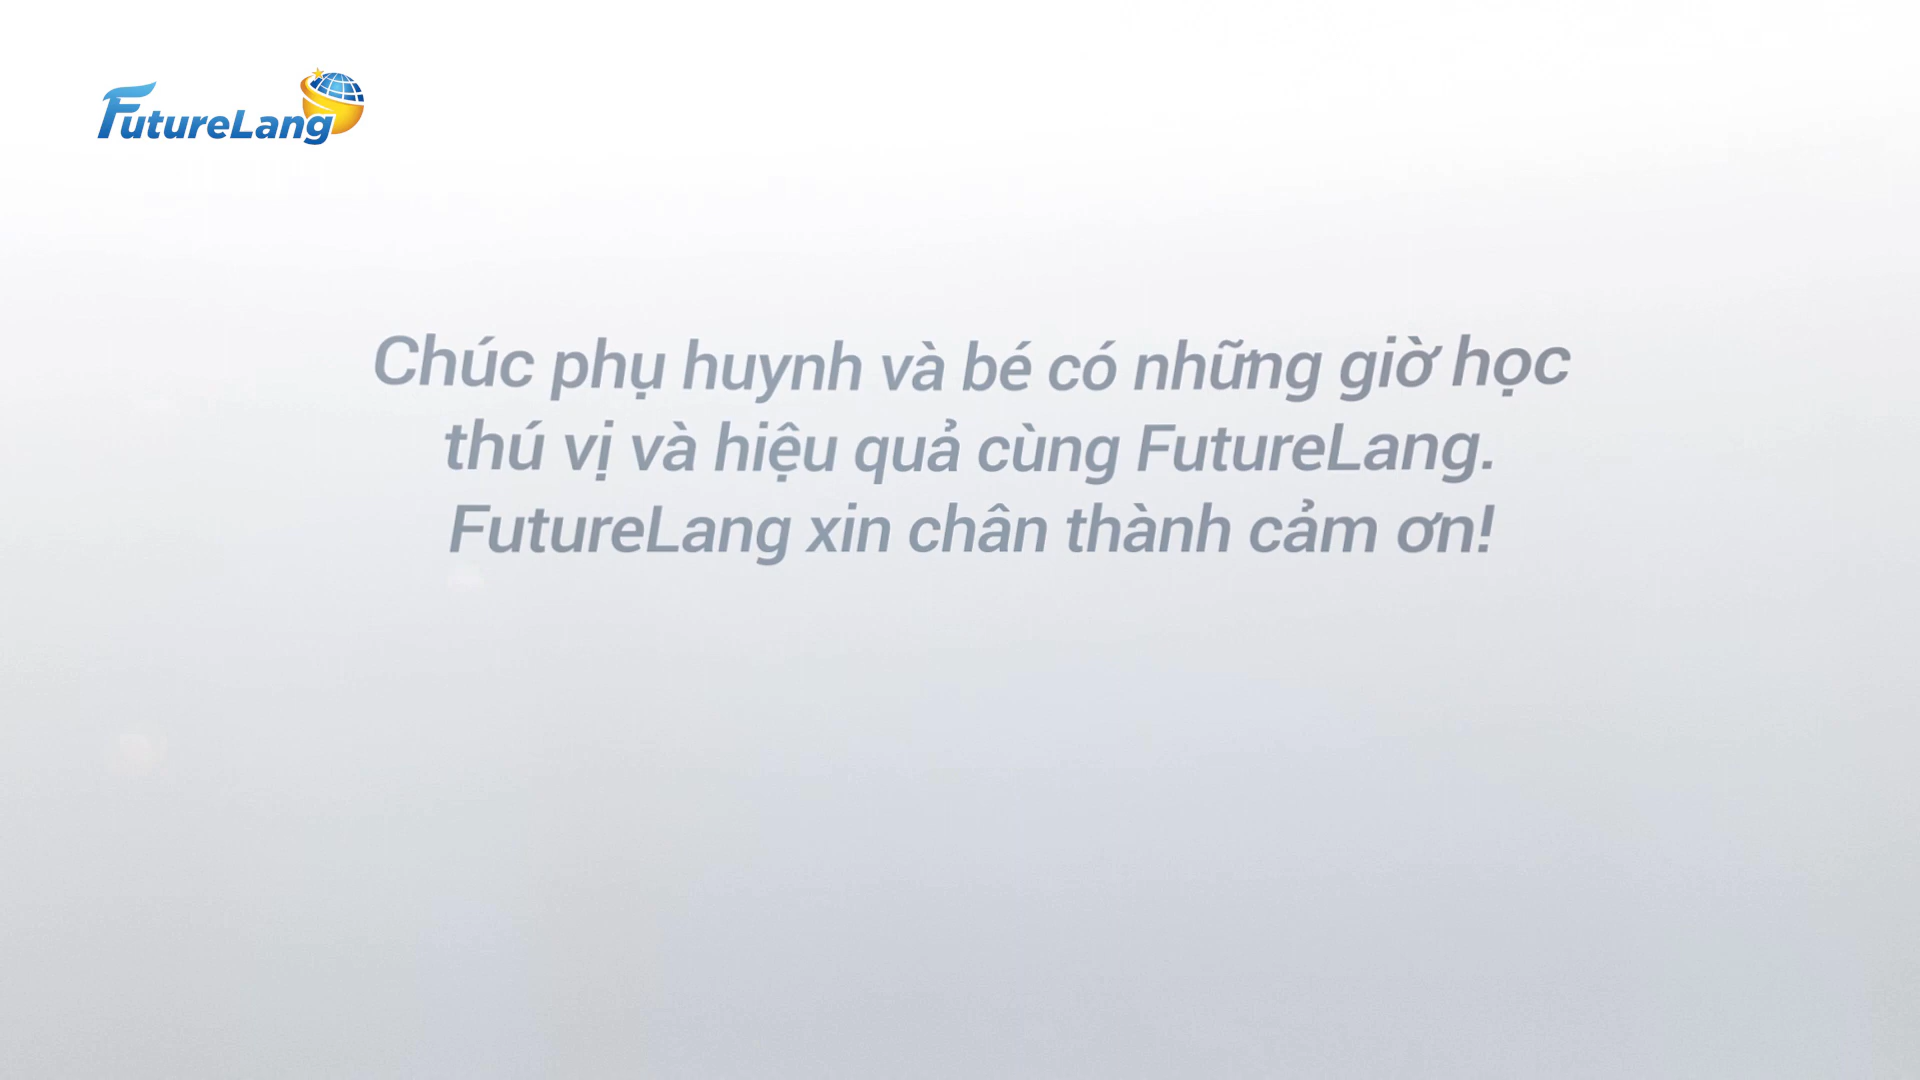 FutureLang
Chúc phụ huynh và bé có những giờ học
thú vị và hiệu quả cùng FutureLang.
FutureLang xin chân thành cảm ơn!